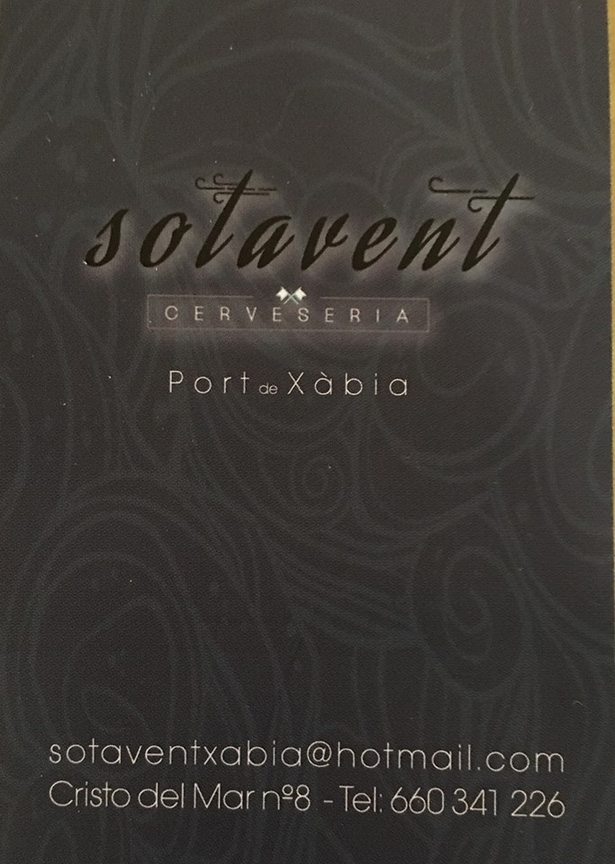 sotavent
CERVESERIA
Port de Xàbia
sotaventxabia@hotmail.com
Cristo del Mar nº8 - Tel: 660 341 226